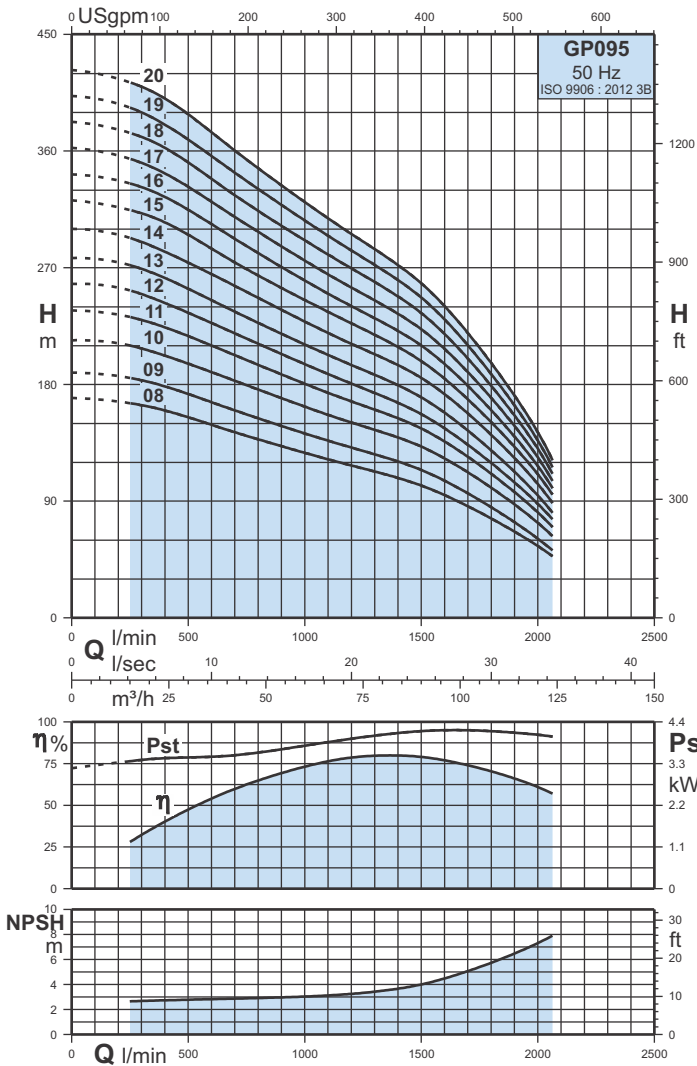 0 USgpm 100 200 300 400 500 600
GP095
50 Hz
ISO 9906 : 2012 3B
450
360
270
180
90
0
H
m
1200
900
600
300
0
H
ft
20
19
18
17
16
15
14
13
12
11
10
09
08
0 500 1000 1500 2000 2500
Q l/min
0 l/sec 10 20 30 40
0 m³/h 25 50 75 100 125 150
η%
100
75
50
25
0
Pst
η
4.4
3.3
2.2
1.1
0
Ps
kW
NPSH
m
10
8
6
4
2
0
30
20
10
0
ft
0 500 1000 1500 2000 2500
Q l/min